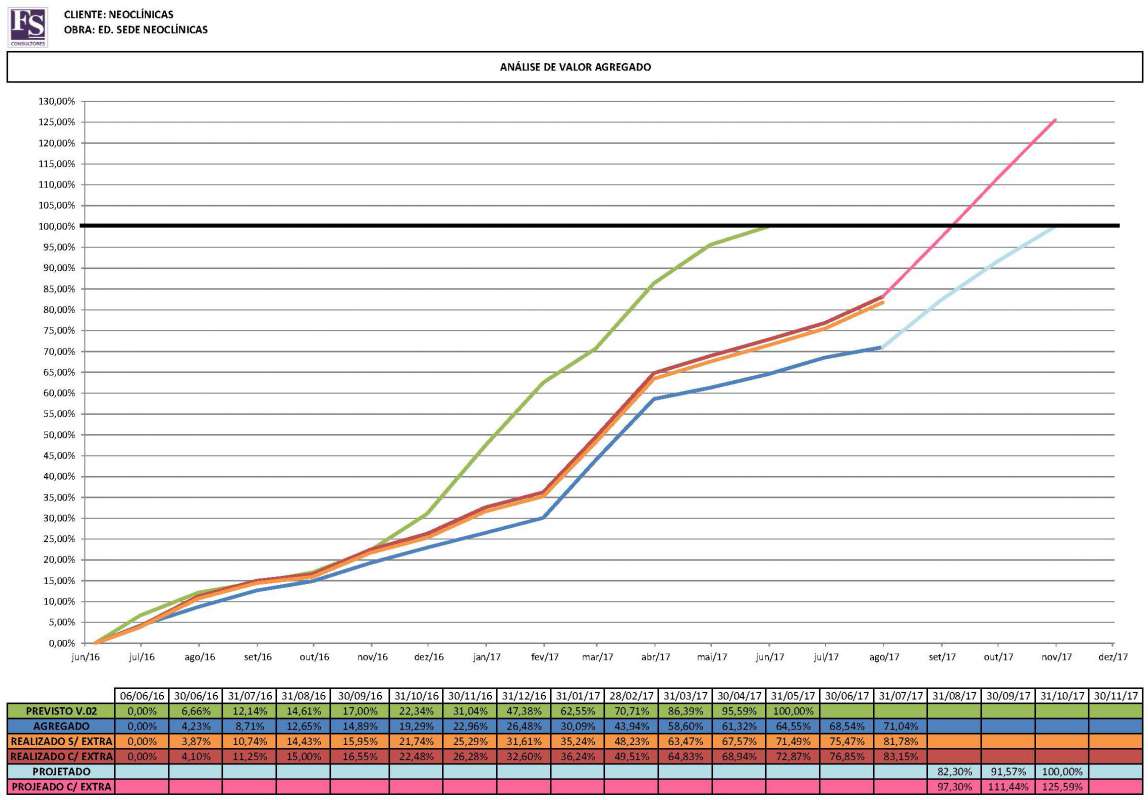 FS
CONSULTORES
CLIENTE: NEOCLÍNICAS
OBRA: ED. SEDE NEOCLÍNICAS
ANÁLISE DE VALOR AGREGADO
130,00%
125,00%
120,00%
115,00%
110,00%
105,00%
100,00%
95,00%
90,00%
85,00%
80,00%
75,00%
70,00%
65,00%
60,00%
55,00%
50,00%
45,00%
40,00%
35,00%
30,00%
25,00%
20,00%
15,00%
10,00%
5,00%
0,00%
jun/16 jul/16 ago/16 set/16 out/16 nov/16 dez/16 jan/17 fev/17 mar/17 abr/17 mai/17 jun/17 jul/17 ago/17 set/17 out/17 nov/17 dez/17
06/06/16 30/06/16 31/07/16 31/08/16 30/09/16 31/10/16 30/11/16 31/12/16 31/01/17 28/02/17 31/03/17 30/04/17 31/05/17 30/06/17 31/07/17 31/08/17 30/09/17 31/10/17 30/11/17
PREVISTO V.02 0,00% 6,66% 12,14% 14,61% 17,00% 22,34% 31,04% 47,38% 62,55% 70,71% 86,39% 95,59% 100,00%
AGREGADO 0,00% 4,23% 8,71% 12,65% 14,89% 19,29% 22,96% 26,48% 30,09% 43,94% 58,60% 61,32% 64,55% 68,54% 71,04%
REALIZADO S/ EXTRA 0,00% 3,87% 10,74% 14,43% 15,95% 21,74% 25,29% 31,61% 35,24% 48,23% 63,47% 67,57% 71,49% 75,47% 81,78%
REALIZADO C/ EXTRA 0,00% 4,10% 11,25% 15,00% 16,55% 22,48% 26,28% 32,60% 36,24% 49,51% 64,83% 68,94% 72,87% 76,85% 83,15%
PROJETADO 82,30% 91,57% 100,00%
PROJEADO C/ EXTRA 97,30% 111,44% 125,59%